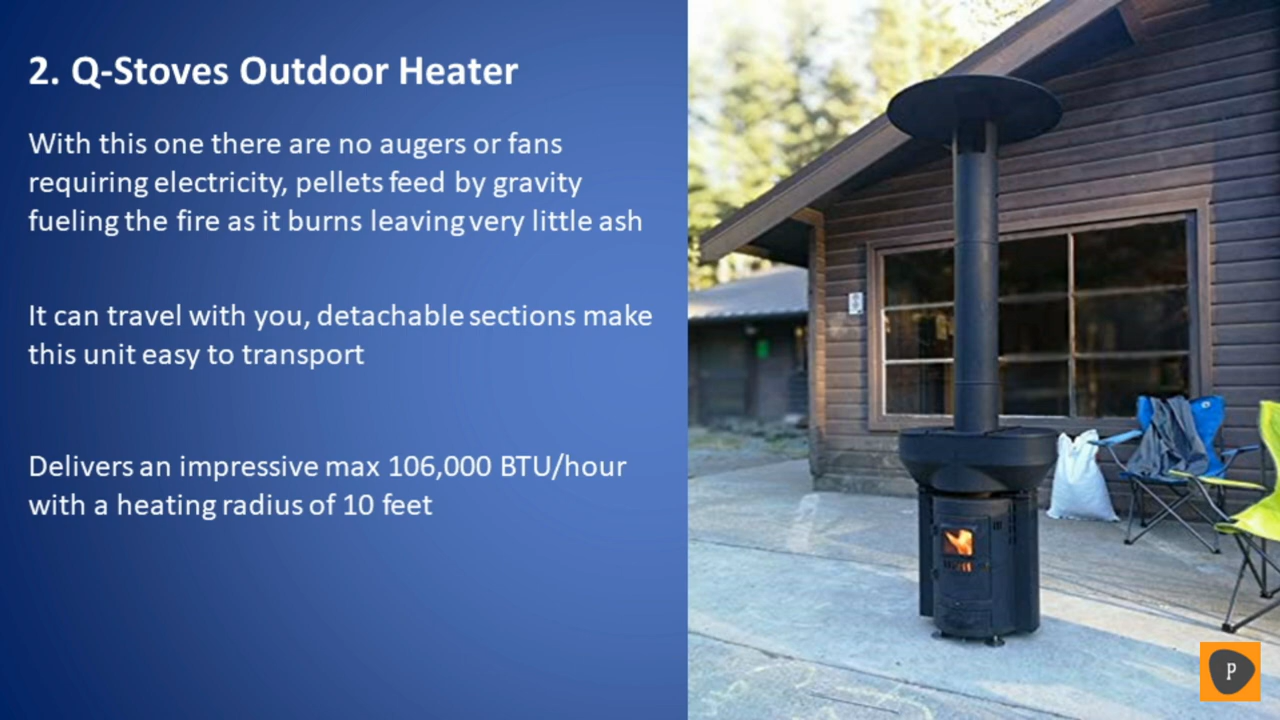 2. Q-Stoves Outdoor Heater
With this one there are no augers or fans
requiring electricity, pellets feed by gravity
fueling the fire as it burns leaving very little ash
It can travel with you, detachable sections make
this unit easy to transport
Delivers an impressive max 106,000 BTU/hour
with a heating radius of 10 feet
P